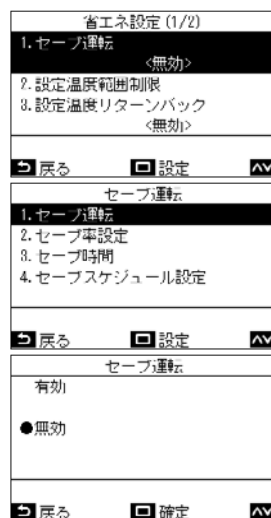 省エネ設定 (1/2)
1.セーブ運転
<無効>
2.設定温度範囲制限
3.設定温度リターンバック
<無効>
戻る 設定
セーブ運転
1.セーブ運転
2.セーブ率設定
3.セーブ時間
4.セーブスケジュール設定
戻る 設定
セーブ運転
有効
●無効
戻る 確定